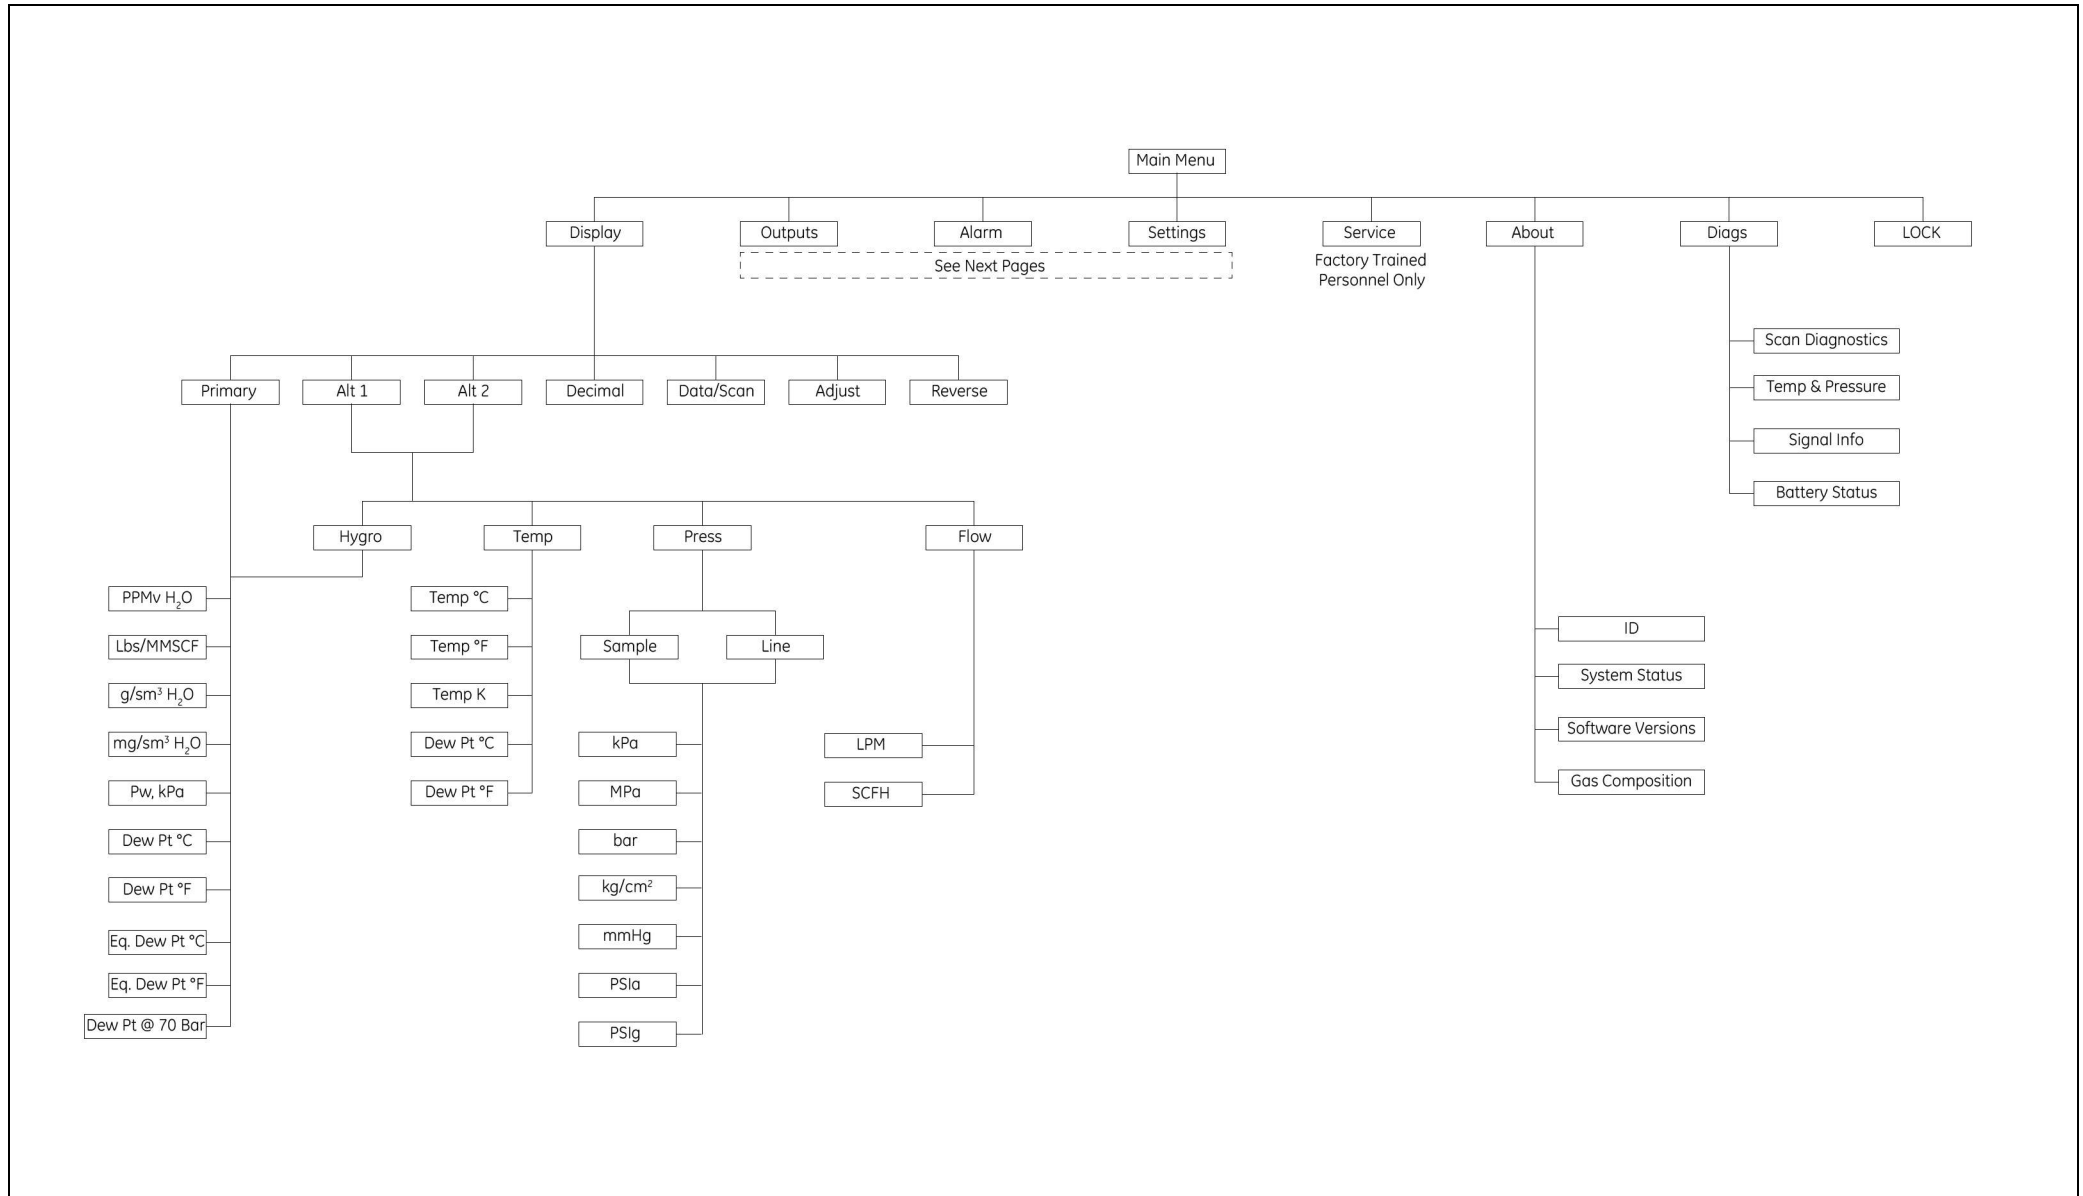 Main Menu
Display
Outputs
Alarm
Settings
Service
About
Diags
LOCK
See Next Pages
Factory Trained
Personnel Only
Scan Diagnostics
Temp & Pressure
Signal Info
Battery Status
Primary
Alt 1
Alt 2
Decimal
Data/Scan
Adjust
Reverse
Hygro
Temp
Press
Flow
PPMv H₂O
Lbs/MMSCF
g/sm³ H₂O
mg/sm³ H₂O
Pw, kPa
Dew Pt °C
Dew Pt °F
Eq. Dew Pt °C
Eq. Dew Pt °F
Dew Pt @ 70 Bar
Temp °C
Temp °F
Temp K
Dew Pt °C
Dew Pt °F
Sample
Line
kPa
MPa
bar
kg/cm²
mmHg
PSIa
PSIg
LPM
SCFH
ID
System Status
Software Versions
Gas Composition